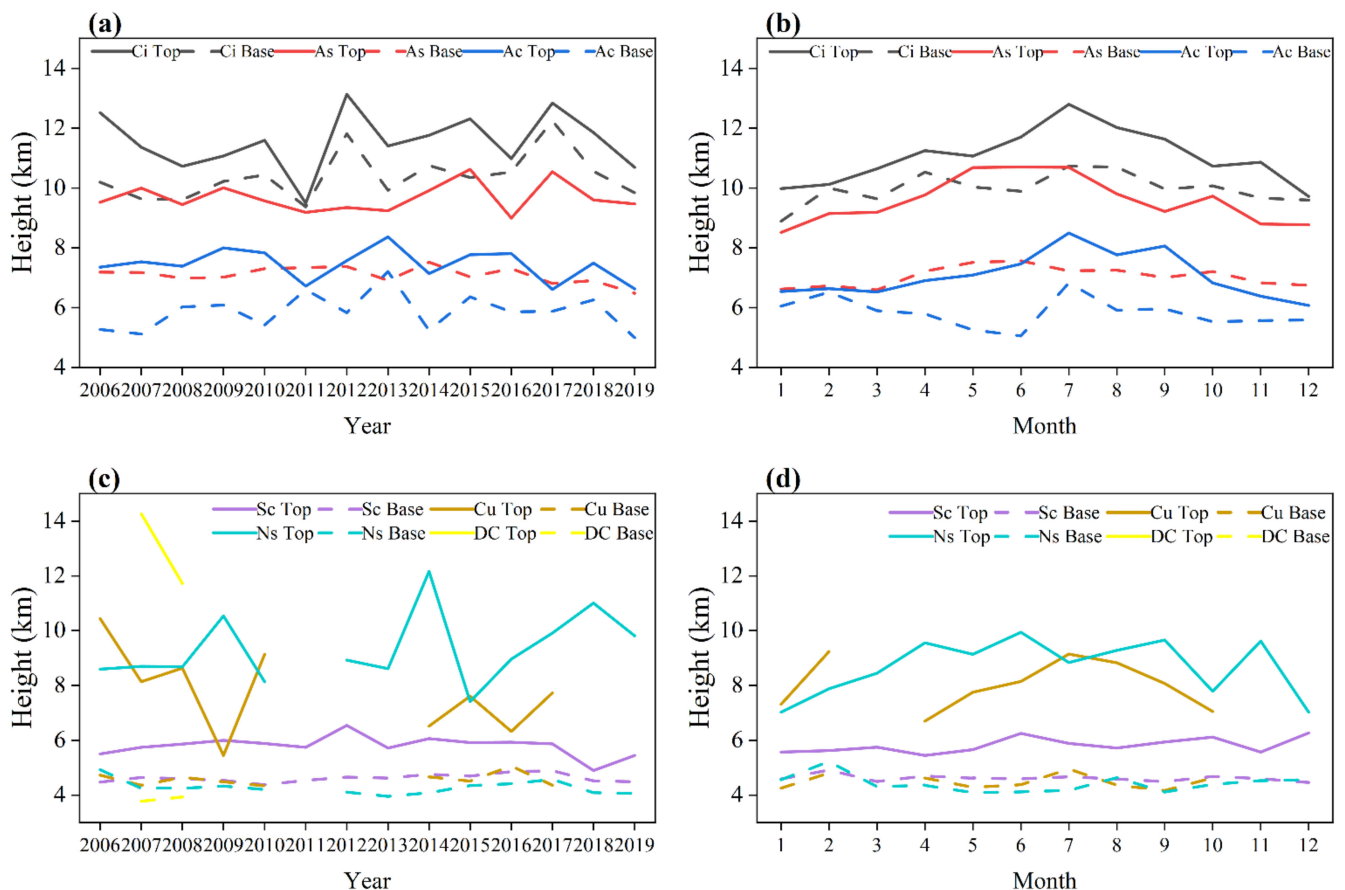 (a)
Ci Top Ci Base As Top As Base Ac Top Ac Base
14
12
10
8
6
4
Height (km)
2006 2007 2008 2009 2010 2011 2012 2013 2014 2015 2016 2017 2018 2019
Year
(b)
Ci Top Ci Base As Top As Base Ac Top Ac Base
14
12
10
8
6
4
Height (km)
1 2 3 4 5 6 7 8 9 10 11 12
Month
(c)
Sc Top Sc Base Cu Top Cu Base
Ns Top Ns Base DC Top DC Base
14
12
10
8
6
4
Height (km)
2006 2007 2008 2009 2010 2011 2012 2013 2014 2015 2016 2017 2018 2019
Year
(d)
Sc Top Sc Base Cu Top Cu Base
Ns Top Ns Base DC Top DC Base
14
12
10
8
6
4
Height (km)
1 2 3 4 5 6 7 8 9 10 11 12
Month